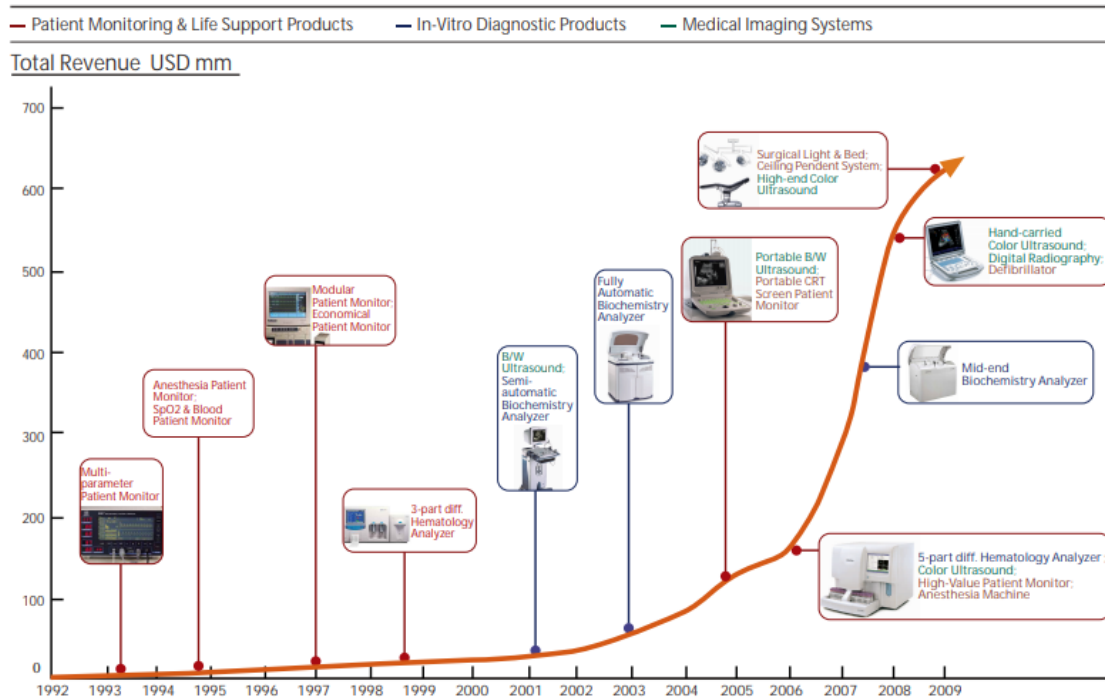 Patient Monitoring & Life Support Products
In-Vitro Diagnostic Products
Medical Imaging Systems
Total Revenue USD mm
700
600
500
400
300
200
100
0
Multi-
parameter
Patient Monitor
Anesthesia Patient
Monitor;
SpO2 & Blood
Patient Monitor
Modular
Patient Monitor;
Economical
Patient Monitor
3-part diff.
Hematology
Analyzer
B/W
Ultrasound;
Semi-
automatic
Biochemistry
Analyzer
Fully
Automatic
Biochemistry
Analyzer
Portable B/W
Ultrasound;
Portable CRT
Screen Patient
Monitor
Surgical Light & Bed;
Ceiling Pendent System;
High-end Color
Ultrasound
Hand-carried
Color Ultrasound;
Digital Radiography;
Defibrillator
Mid-end
Biochemistry Analyzer
5-part diff. Hematology Analyzer ;
Color Ultrasound;
High-Value Patient Monitor;
Anesthesia Machine
1992 1993 1994 1995 1996 1997 1998 1999 2000 2001 2002 2003 2004 2005 2006 2007 2008 2009